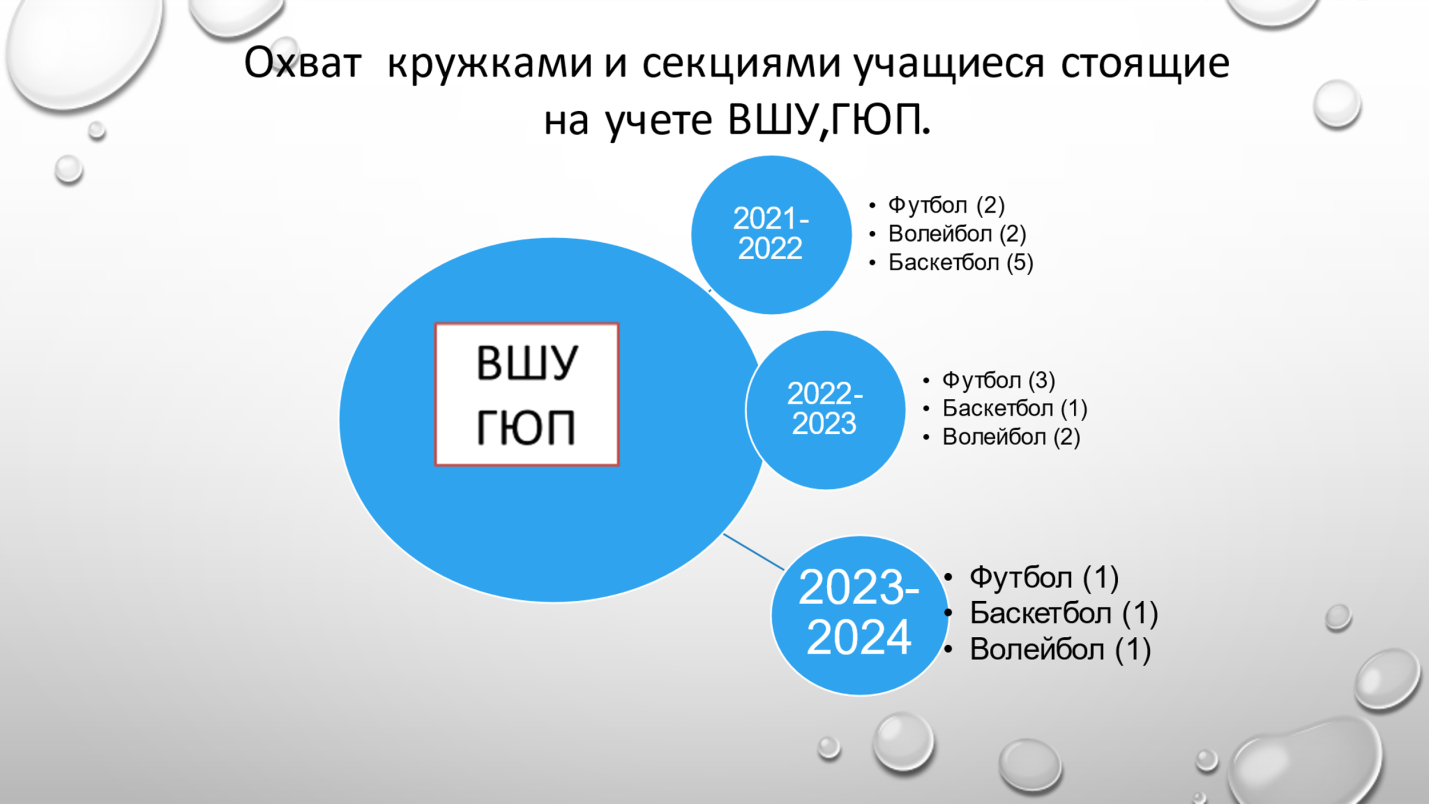 Охват  кружками и секциями учащиеся стоящие
на учете ВШУ,ГЮП.
2021-
2022
• Футбол (2)
• Волейбол (2)
• Баскетбол (5)
ВШУ
ГЮП
2022-
2023
• Футбол (3)
• Баскетбол (1)
• Волейбол (2)
2023-
2024
• Футбол (1)
• Баскетбол (1)
• Волейбол (1)